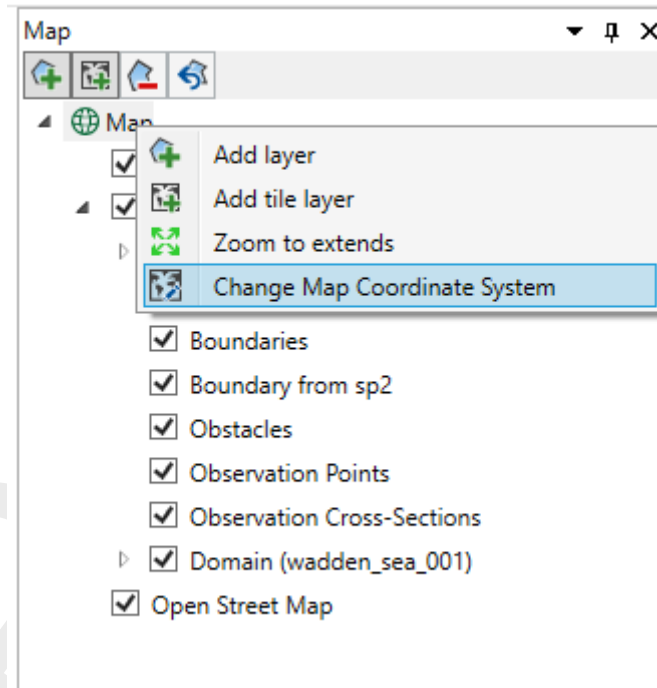 Map
Map
Add layer
Add tile layer
Zoom to extends
Change Map Coordinate System
Boundaries
Boundary from sp2
Obstacles
Observation Points
Observation Cross-Sections
Domain (wadden_sea_001)
Open Street Map